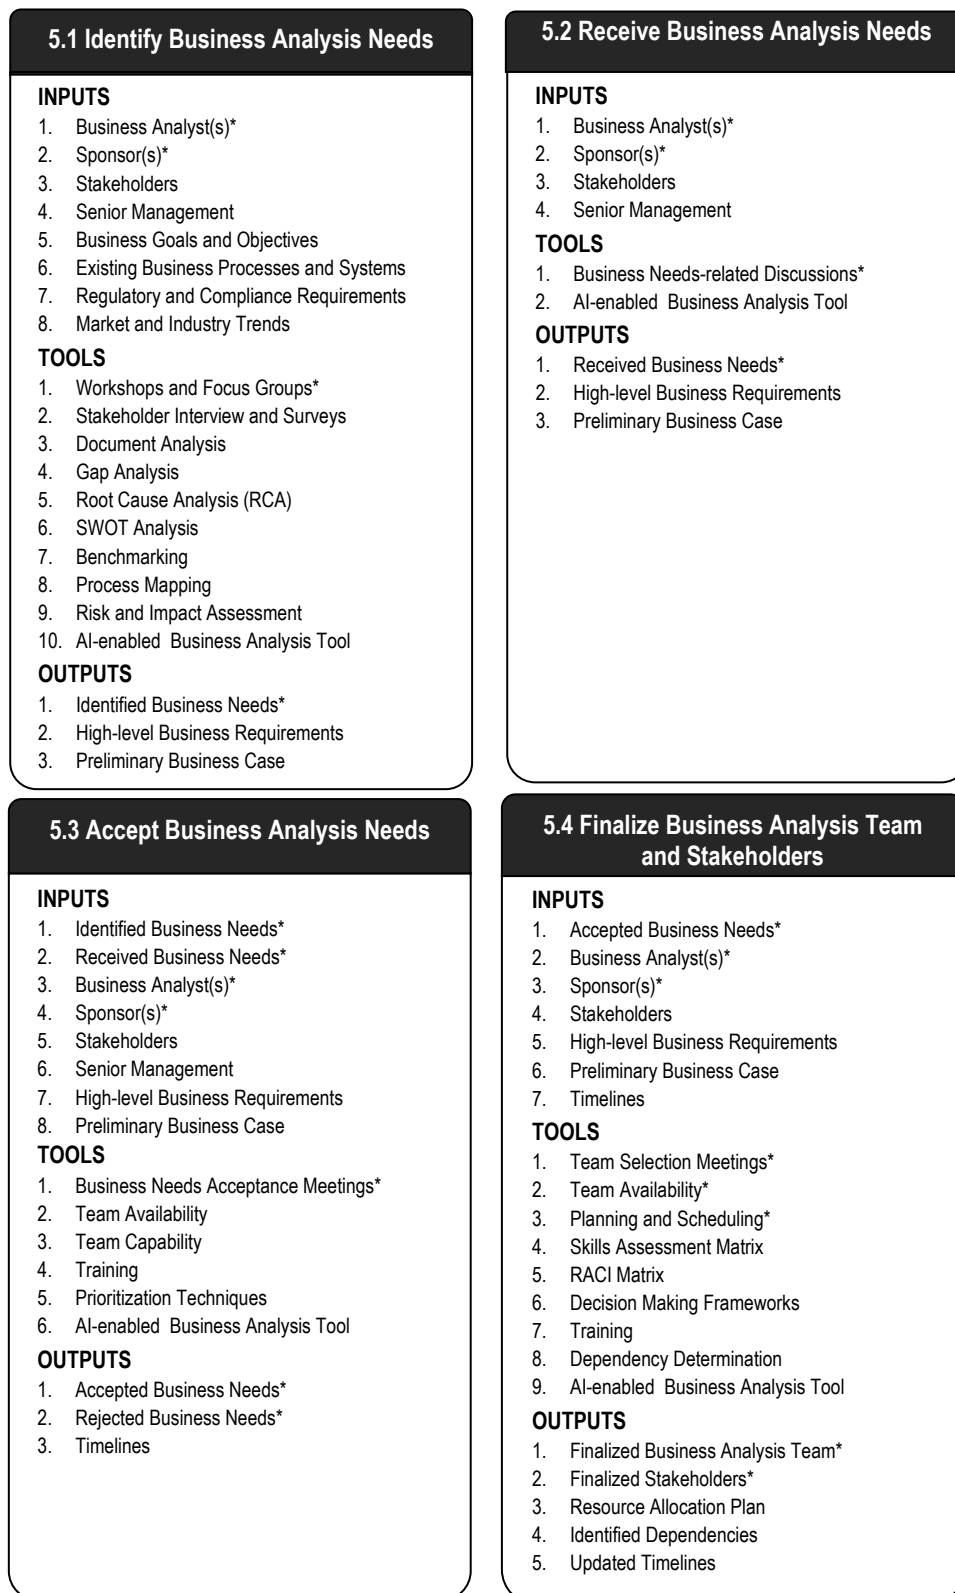 5.1 Identify Business Analysis Needs
INPUTS
1. Business Analyst(s)*
2. Sponsor(s)*
3. Stakeholders
4. Senior Management
5. Business Goals and Objectives
6. Existing Business Processes and Systems
7. Regulatory and Compliance Requirements
8. Market and Industry Trends
TOOLS
1. Workshops and Focus Groups*
2. Stakeholder Interview and Surveys
3. Document Analysis
4. Gap Analysis
5. Root Cause Analysis (RCA)
6. SWOT Analysis
7. Benchmarking
8. Process Mapping
9. Risk and Impact Assessment
10. AI-enabled Business Analysis Tool
OUTPUTS
1. Identified Business Needs*
2. High-level Business Requirements
3. Preliminary Business Case
5.2 Receive Business Analysis Needs
INPUTS
1. Business Analyst(s)*
2. Sponsor(s)*
3. Stakeholders
4. Senior Management
TOOLS
1. Business Needs-related Discussions*
2. AI-enabled Business Analysis Tool
OUTPUTS
1. Received Business Needs*
2. High-level Business Requirements
3. Preliminary Business Case
5.3 Accept Business Analysis Needs
INPUTS
1. Identified Business Needs*
2. Received Business Needs*
3. Business Analyst(s)*
4. Sponsor(s)*
5. Stakeholders
6. Senior Management
7. High-level Business Requirements
8. Preliminary Business Case
TOOLS
1. Business Needs Acceptance Meetings*
2. Team Availability
3. Team Capability
4. Training
5. Prioritization Techniques
6. AI-enabled Business Analysis Tool
OUTPUTS
1. Accepted Business Needs*
2. Rejected Business Needs*
3. Timelines
5.4 Finalize Business Analysis Team
and Stakeholders
INPUTS
1. Accepted Business Needs*
2. Business Analyst(s)*
3. Sponsor(s)*
4. Stakeholders
5. High-level Business Requirements
6. Preliminary Business Case
7. Timelines
TOOLS
1. Team Selection Meetings*
2. Team Availability*
3. Planning and Scheduling*
4. Skills Assessment Matrix
5. RACI Matrix
6. Decision Making Frameworks
7. Training
8. Dependency Determination
9. AI-enabled Business Analysis Tool
OUTPUTS
1. Finalized Business Analysis Team*
2. Finalized Stakeholders*
3. Resource Allocation Plan
4. Identified Dependencies
5. Updated Timelines